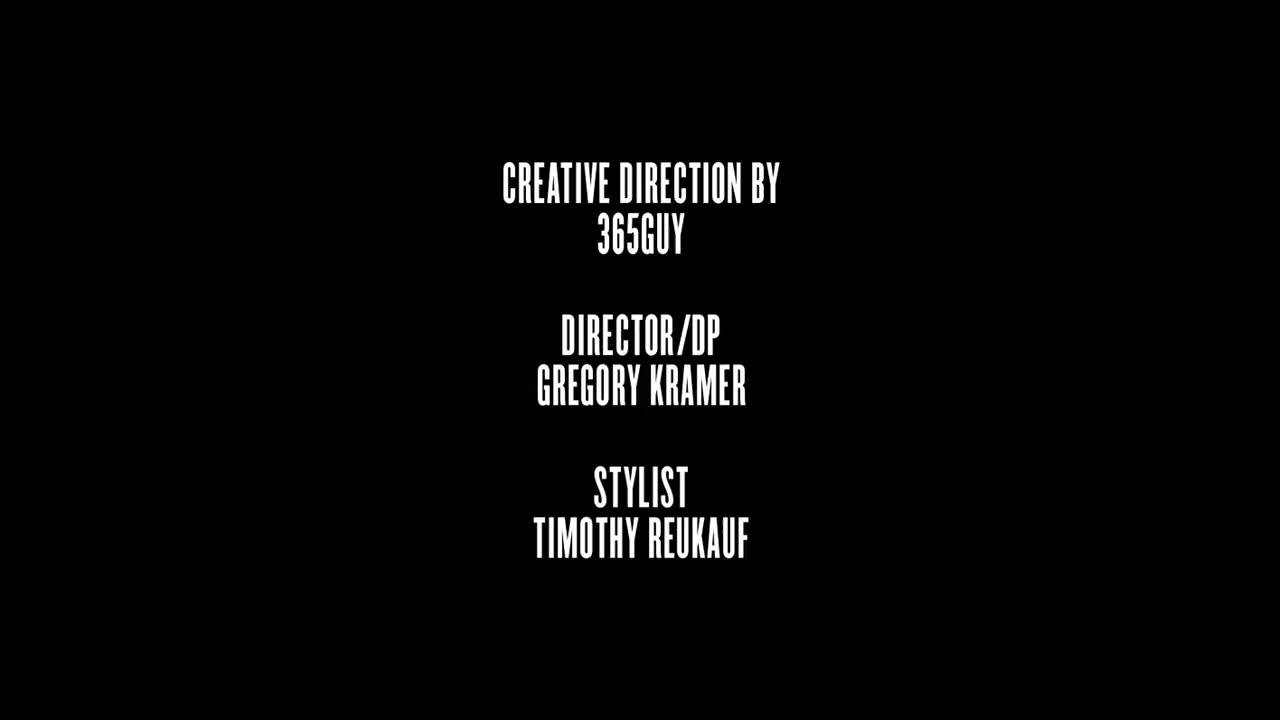 CREATIVE DIRECTION BY
365GUY
DIRECTOR/DP
GREGORY KRAMER
STYLIST
TIMOTHY REUKAUF